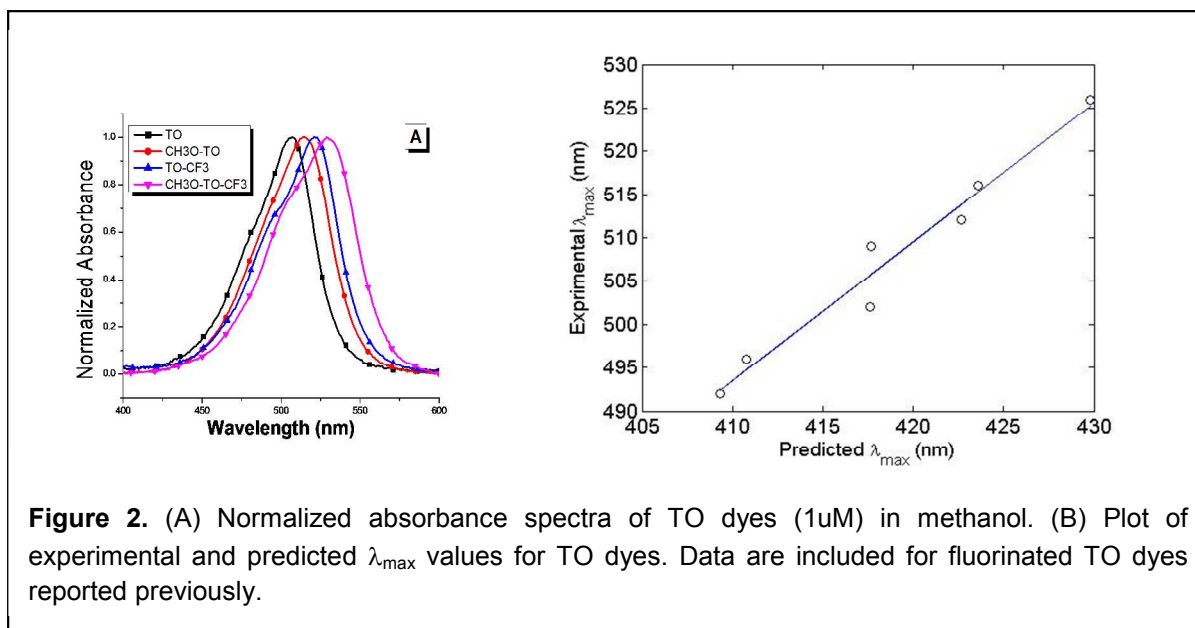 A
TO
CH3O-TO
TO-CF3
CH3O-TO-CF3
Normalized Absorbance
1.0
0.8
0.6
0.4
0.2
0.0
400
450
500
550
600
Wavelength (nm)
Exprimental λmax (nm)
530
525
520
515
510
505
500
495
490
405
410
415
420
425
430
Predicted λmax (nm)
Figure 2. (A) Normalized absorbance spectra of TO dyes (1uM) in methanol. (B) Plot of
experimental and predicted λmax values for TO dyes. Data are included for fluorinated TO dyes
reported previously.